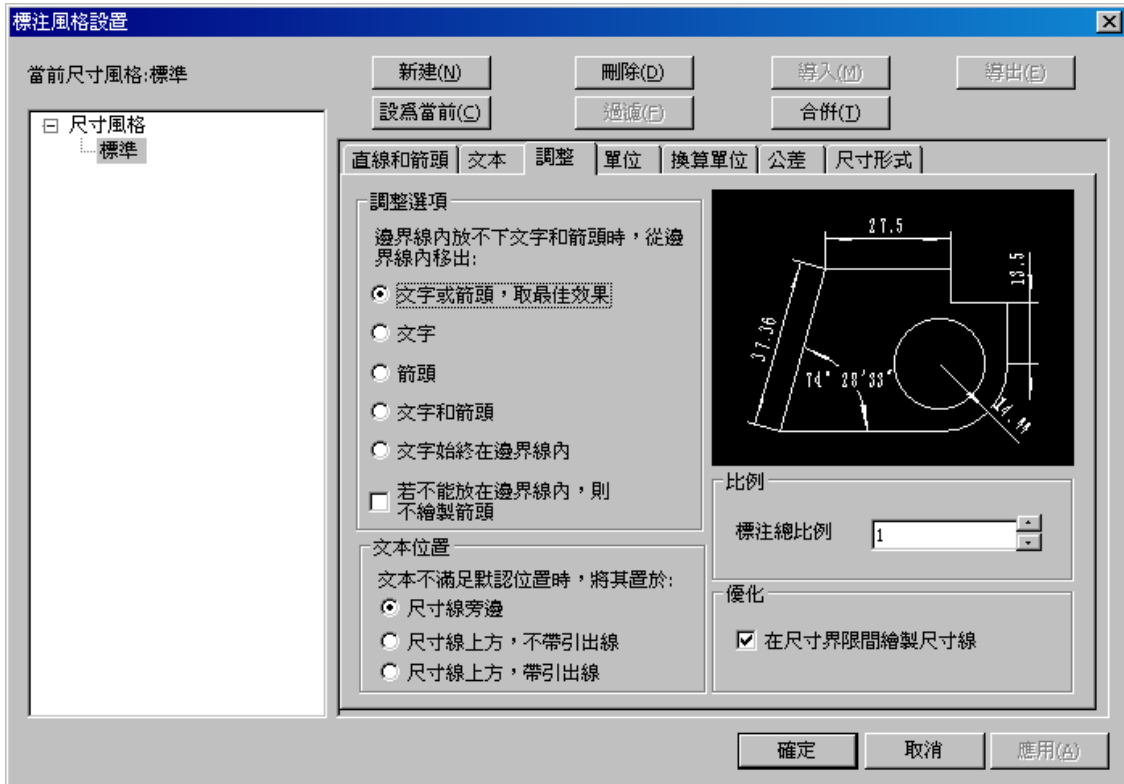 標注風格設置
當前尺寸風格:標準
新建(N)
刪除(D)
導入(M)
導出(E)
設爲當前(C)
過濾(F)
合併(T)
尺寸風格
標準
直線和箭頭
文本
調整
單位
換算單位
公差
尺寸形式
調整選項
邊界線內放不下文字和箭頭時，從邊
界線內移出:
文字或箭頭，取最佳效果
文字
箭頭
文字和箭頭
文字始終在邊界線內
若不能放在邊界線內，則
不繪製箭頭
文本位置
文本不滿足默認位置時，將其置於:
尺寸線旁邊
尺寸線上方，不帶引出線
尺寸線上方，帶引出線
27.5
13.5
37.36
74° 28'33"
比例
標注總比例
1
優化
在尺寸界限間繪製尺寸線
確定
取消
應用(A)